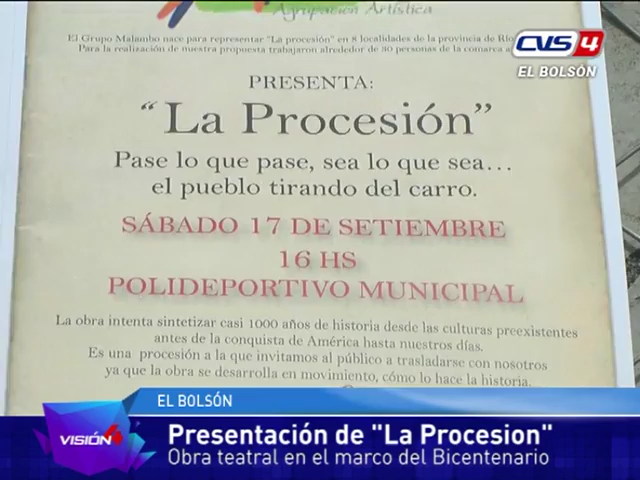 Agrupación Artística
El Grupo Malambo nace para representar "La procesión" en 8 localidades de la provincia de Río
Para la realización de nuestra propuesta trabajaron alrededor de 30 personas de la comarca
CVS4
EL BOLSÓN
PRESENTA:
"La Procesión"
Pase lo que pase, sea lo que sea...
el pueblo tirando del carro.
SÁBADO 17 DE SETIEMBRE
16 HS
POLIDEPORTIVO MUNICIPAL
La obra intenta sintetizar casi 1000 años de historia desde las culturas preexistentes
antes de la conquista de América hasta nuestros días.
Es una procesión a la que invitamos al público a trasladarse con nosotros
ya que la obra se desarrolla en movimiento, cómo lo hace la historia.
EL BOLSÓN
VISIÓN4
Presentación de "La Procesion"
Obra teatral en el marco del Bicentenario